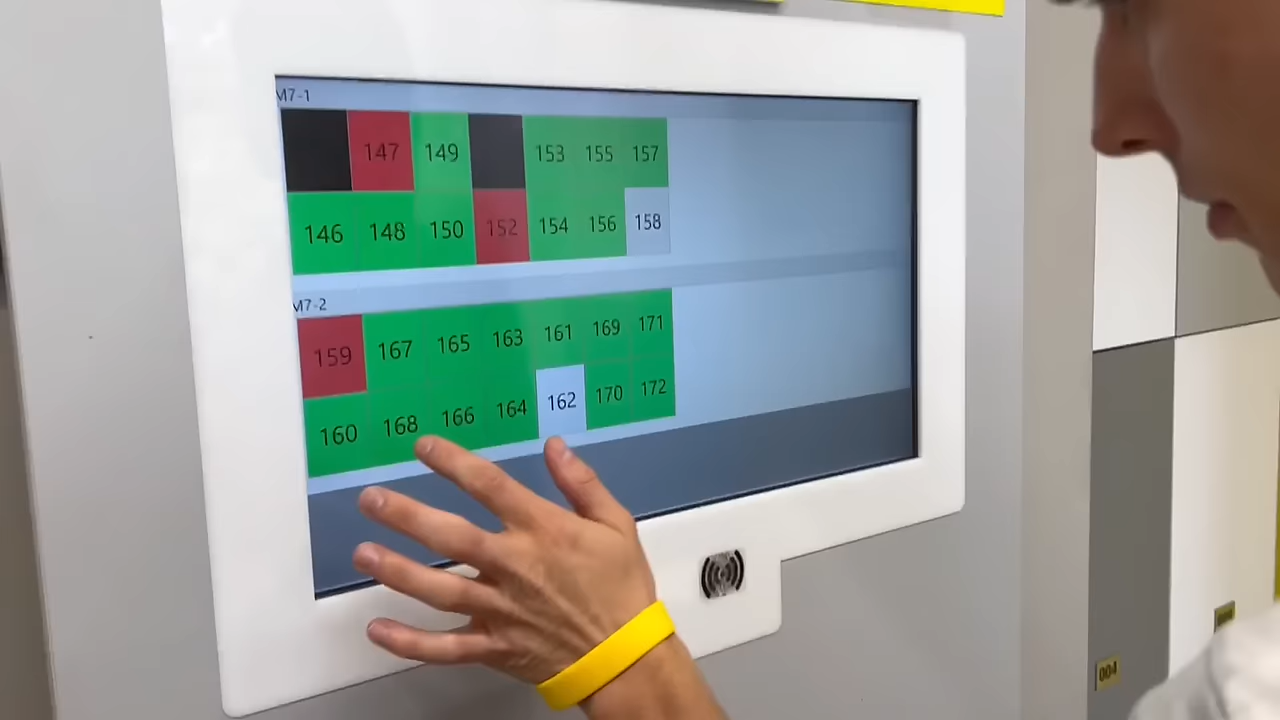 M7-1
147 149 153 155 157
146 148 150 152 154 156 158
M7-2
159 167 165 163 161 169 171
160 168 166 164 162 170 172
004